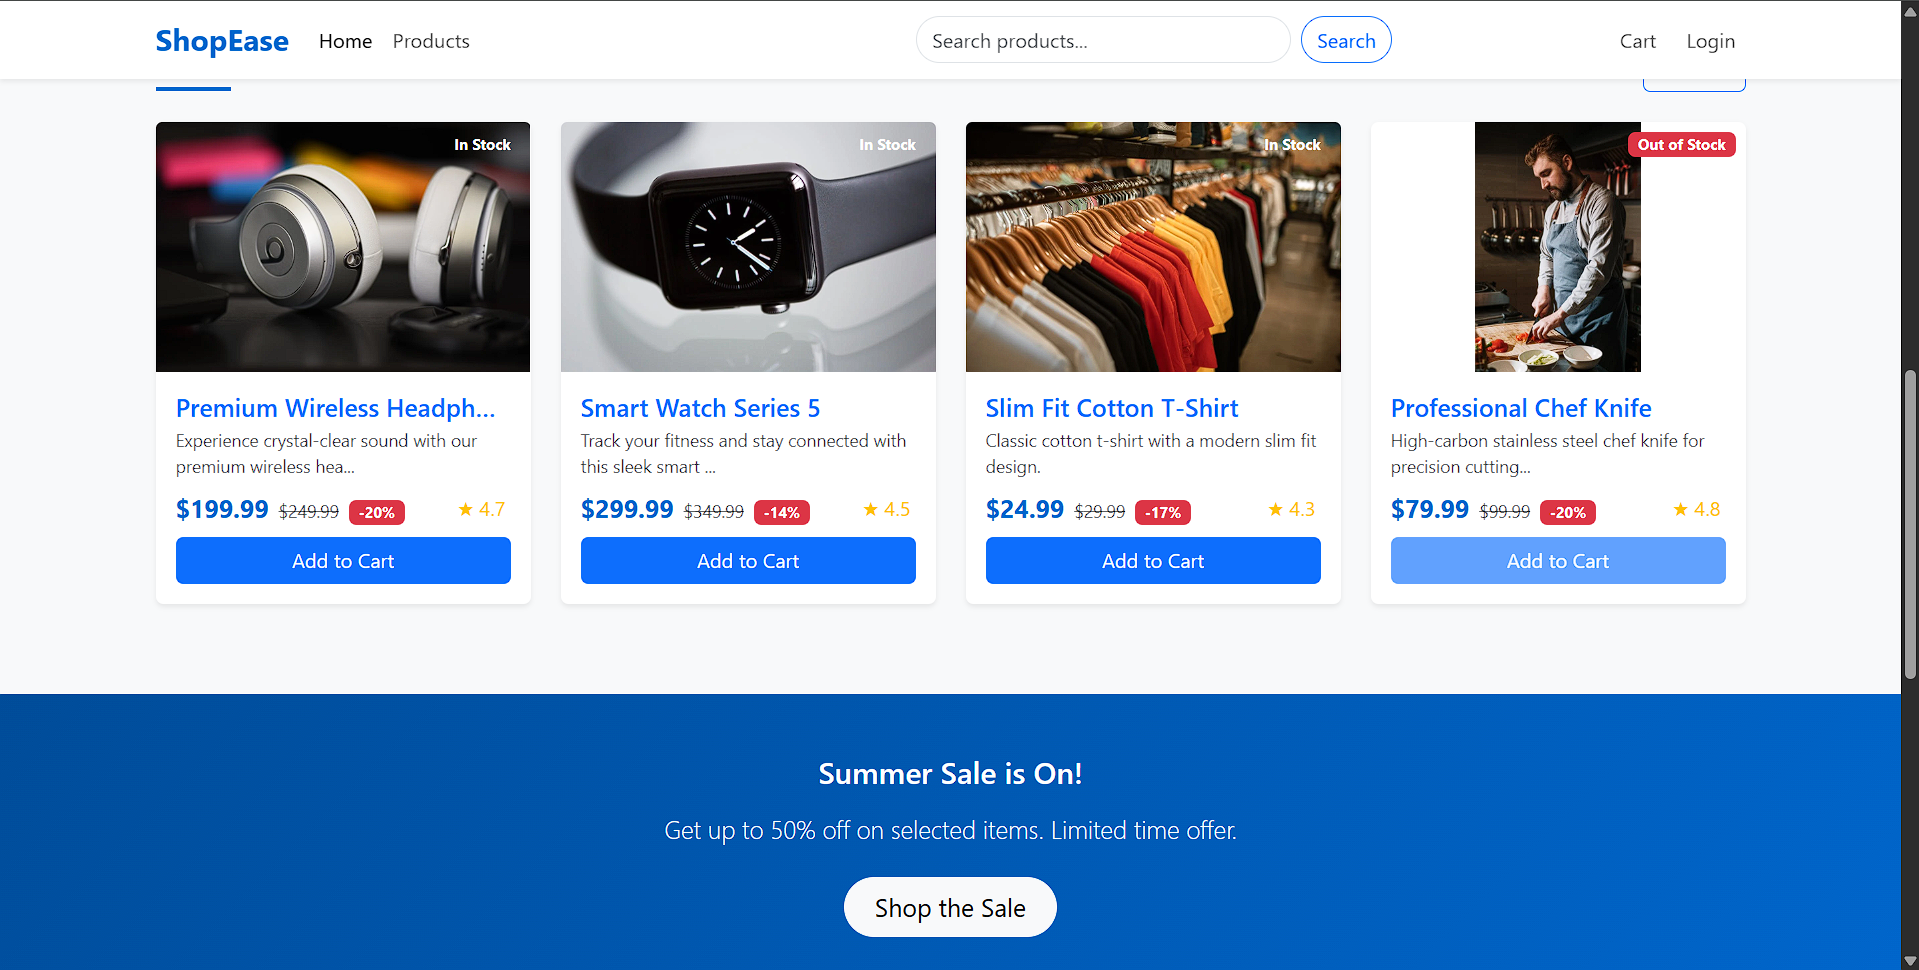 ShopEase Home Products Search products... Search Cart Login
In Stock
In Stock
In Stock
Out of Stock
Premium Wireless Headph...
Experience crystal-clear sound with our
premium wireless hea...
$199.99 $249.99 -20% ★ 4.7
Add to Cart
Smart Watch Series 5
Track your fitness and stay connected with
this sleek smart ...
$299.99 $349.99 -14% ★ 4.5
Add to Cart
Slim Fit Cotton T-Shirt
Classic cotton t-shirt with a modern slim fit
design.
$24.99 $29.99 -17% ★ 4.3
Add to Cart
Professional Chef Knife
High-carbon stainless steel chef knife for
precision cutting...
$79.99 $99.99 -20% ★ 4.8
Add to Cart
Summer Sale is On!
Get up to 50% off on selected items. Limited time offer.
Shop the Sale